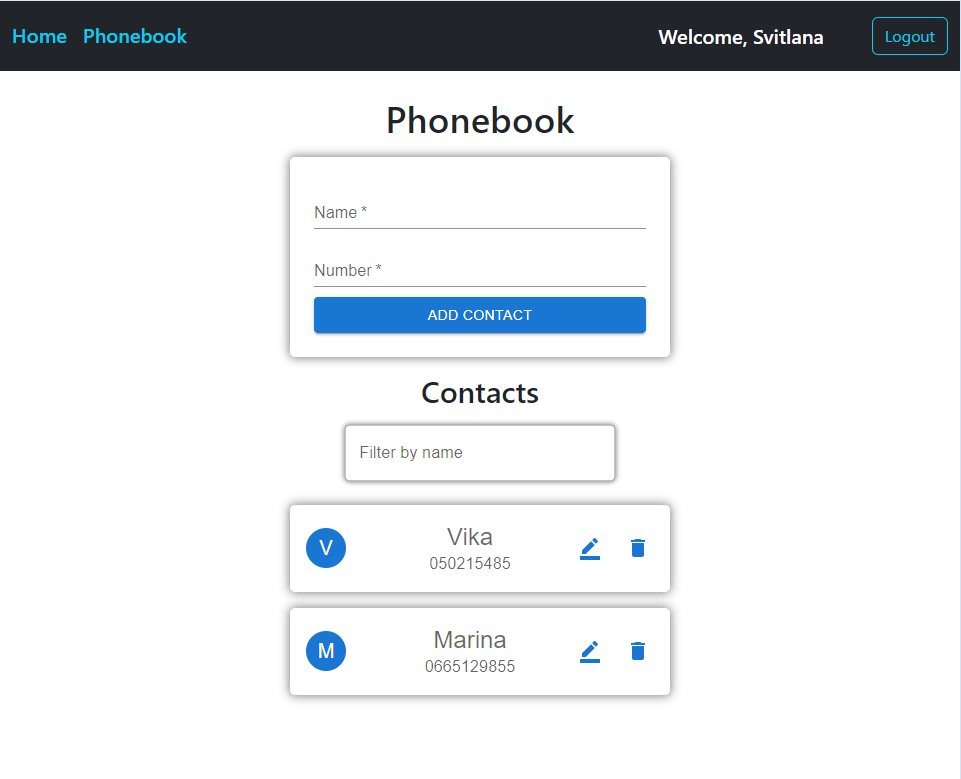 Home Phonebook Welcome, Svitlana Logout
Phonebook
Name *
Number *
ADD CONTACT
Contacts
Filter by name
V
Vika
050215485
M
Marina
0665129855